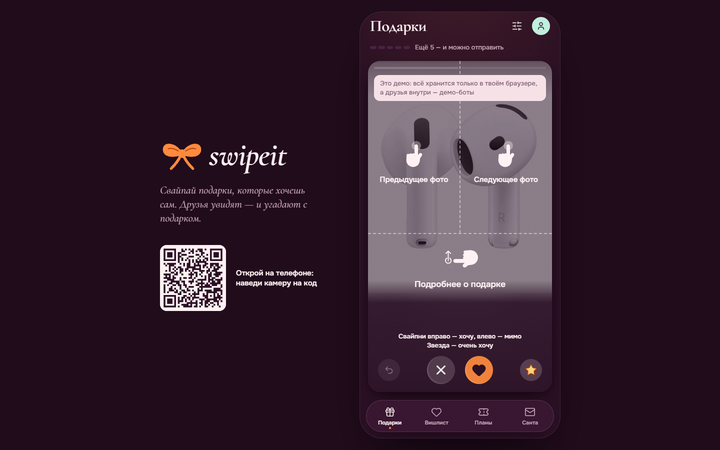 swipeit
Свайпай подарки, которые хочешь
сам. Друзья увидят — и угадают с
подарком.
Открой на телефоне:
наведи камеру на код
Подарки
Ещё 5 — и можно отправить
Это демо: всё хранится только в твоём браузере,
а друзья внутри — демо-боты
Предыдущее фото
Следующее фото
R
Подробнее о подарке
Свайпни вправо — хочу, влево — мимо
Звезда — очень хочу
Подарки
Вишлист
Планы
Санта